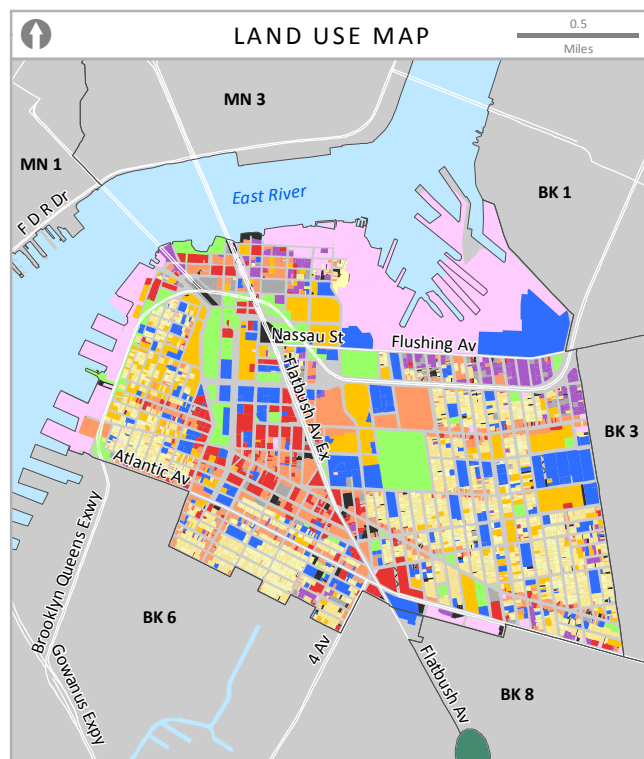 LAND USE MAP
0.5
Miles
MN 3
MN 1
BK 1
East River
F D R Dr
Nassau St
Flushing Av
Flatbush Av Ex
BK 3
Atlantic Av
Brooklyn Queens Exwy
BK 6
4 Av
Flatbush Av
BK 8
Gowanus Expy